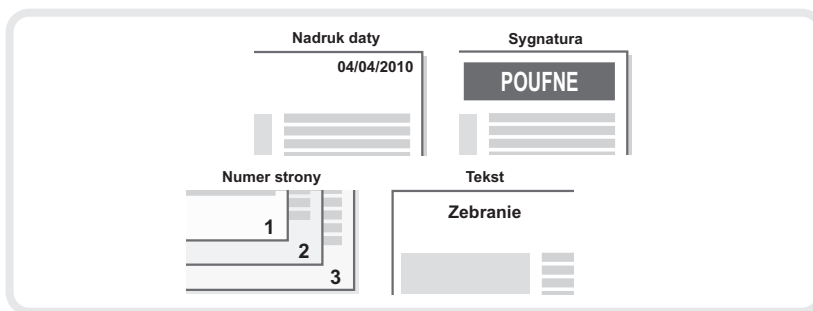 Nadruk daty
04/04/2010
Sygnatura
POUFNE
Numer strony
1
2
3
Tekst
Zebranie